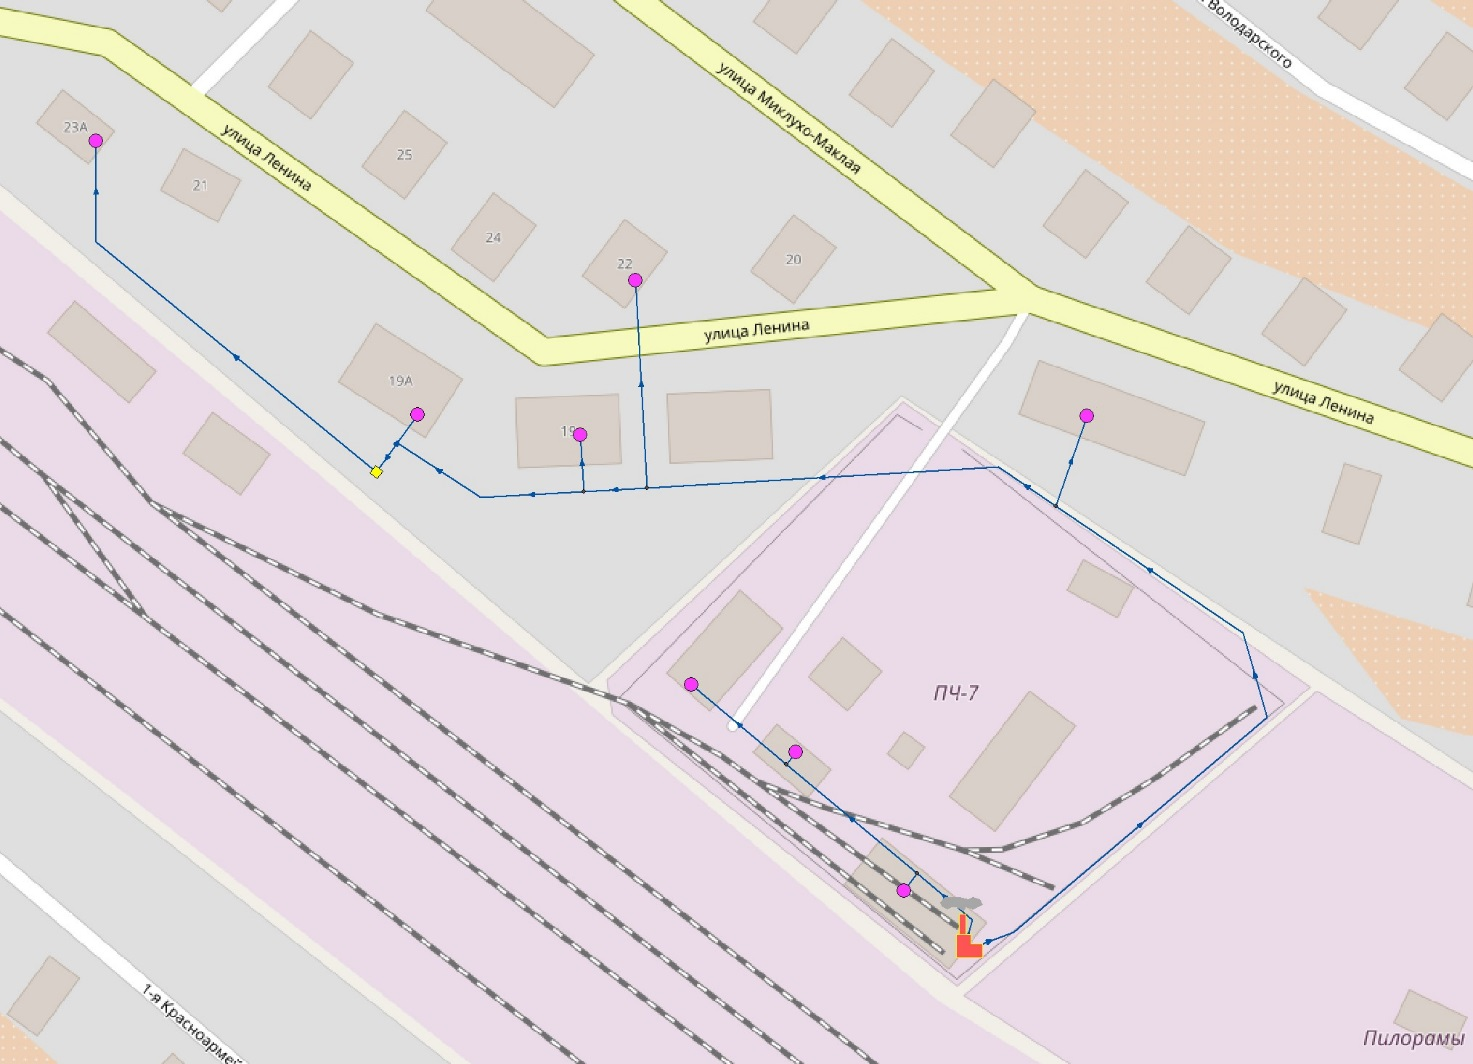 Володарского
улица Миклухо-Маклая
23А
улица Ленина
25
21
24
22
20
улица Ленина
19А
улица Ленина
19
ПЧ-7
1-я Красноармей
Пилорамы